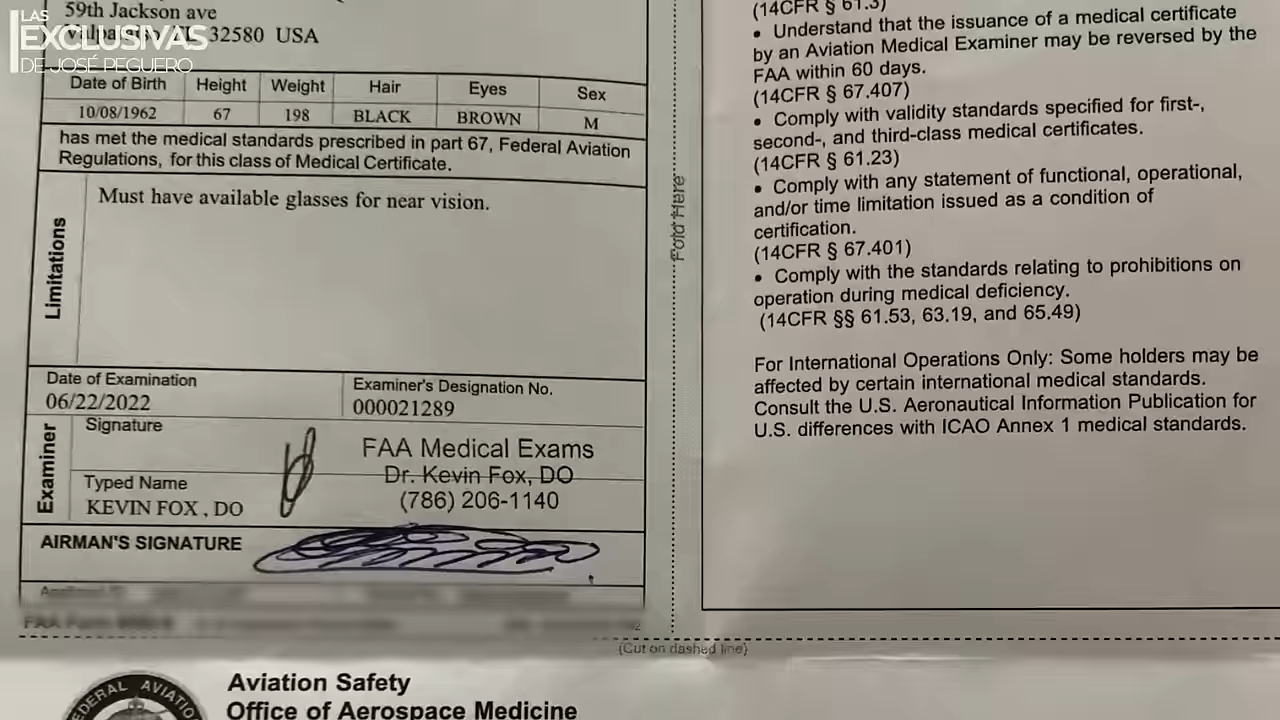 LAS
EXCLUSIVAS
DE JOSÉ PEGUERO
59th Jackson ave
FL 32580 USA
Date of Birth Height Weight Hair Eyes Sex
10/08/1962 67 198 BLACK BROWN M
has met the medical standards prescribed in part 67, Federal Aviation
Regulations, for this class of Medical Certificate.
Limitations
Must have available glasses for near vision.
Date of Examination
06/22/2022
Examiner's Designation No.
000021289
Examiner
Signature
FAA Medical Exams
Dr. Kevin Fox, DO
(786) 206-1140
Typed Name
KEVIN FOX , DO
AIRMAN'S SIGNATURE
Fold Here
(14CFR § 61.3)
• Understand that the issuance of a medical certificate
by an Aviation Medical Examiner may be reversed by the
FAA within 60 days.
(14CFR § 67.407)
• Comply with validity standards specified for first-,
second-, and third-class medical certificates.
(14CFR § 61.23)
• Comply with any statement of functional, operational,
and/or time limitation issued as a condition of
certification.
(14CFR § 67.401)
• Comply with the standards relating to prohibitions on
operation during medical deficiency.
(14CFR §§ 61.53, 63.19, and 65.49)
For International Operations Only: Some holders may be
affected by certain international medical standards.
Consult the U.S. Aeronautical Information Publication for
U.S. differences with ICAO Annex 1 medical standards.
(Cut on dashed line)
FEDERAL AVIATION
Aviation Safety
Office of Aerospace Medicine